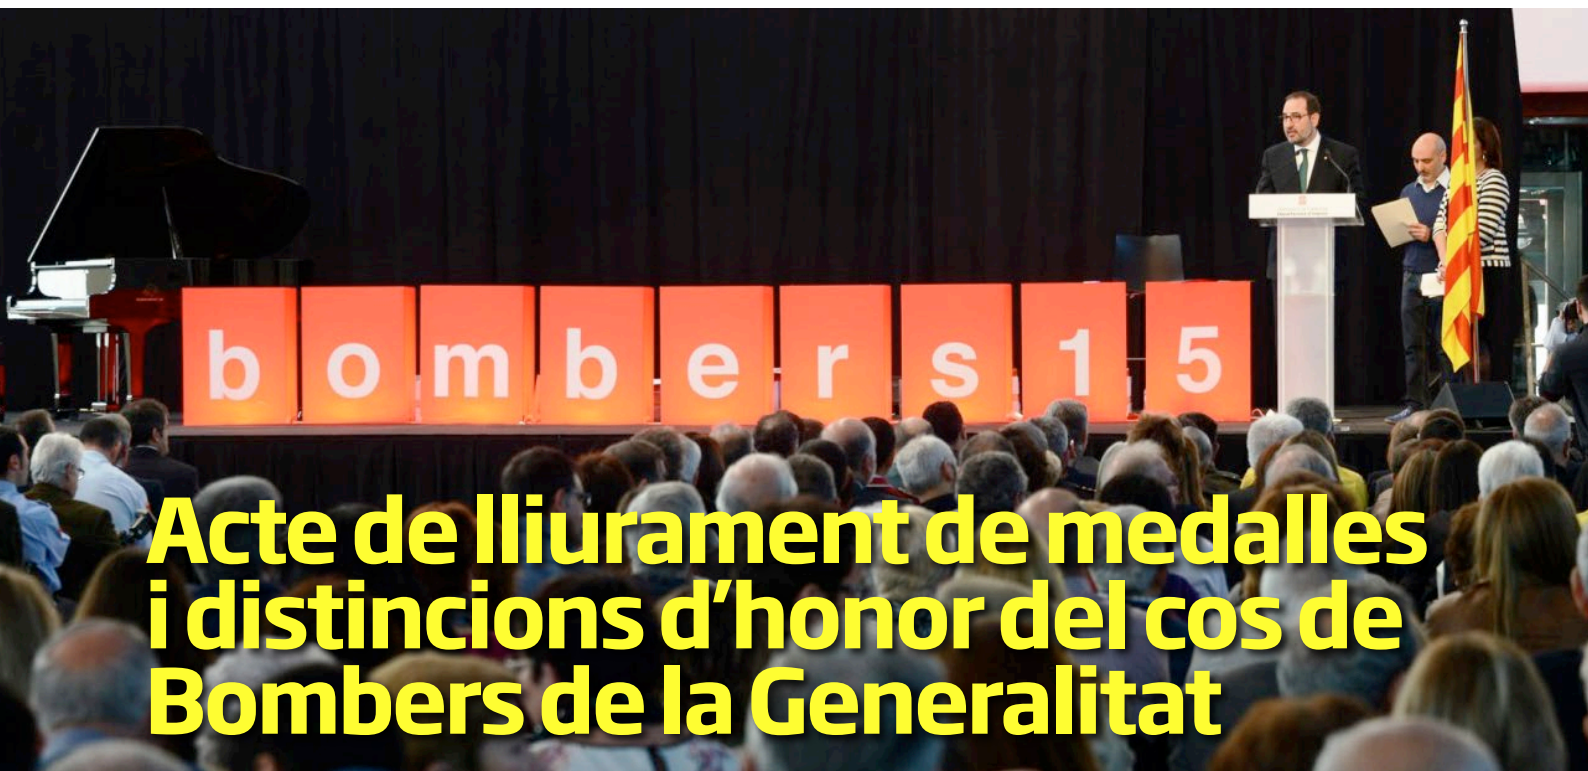 bombers15
Acte de lliurament de medalles
i distincions d'honor del cos de
Bombers de la Generalitat